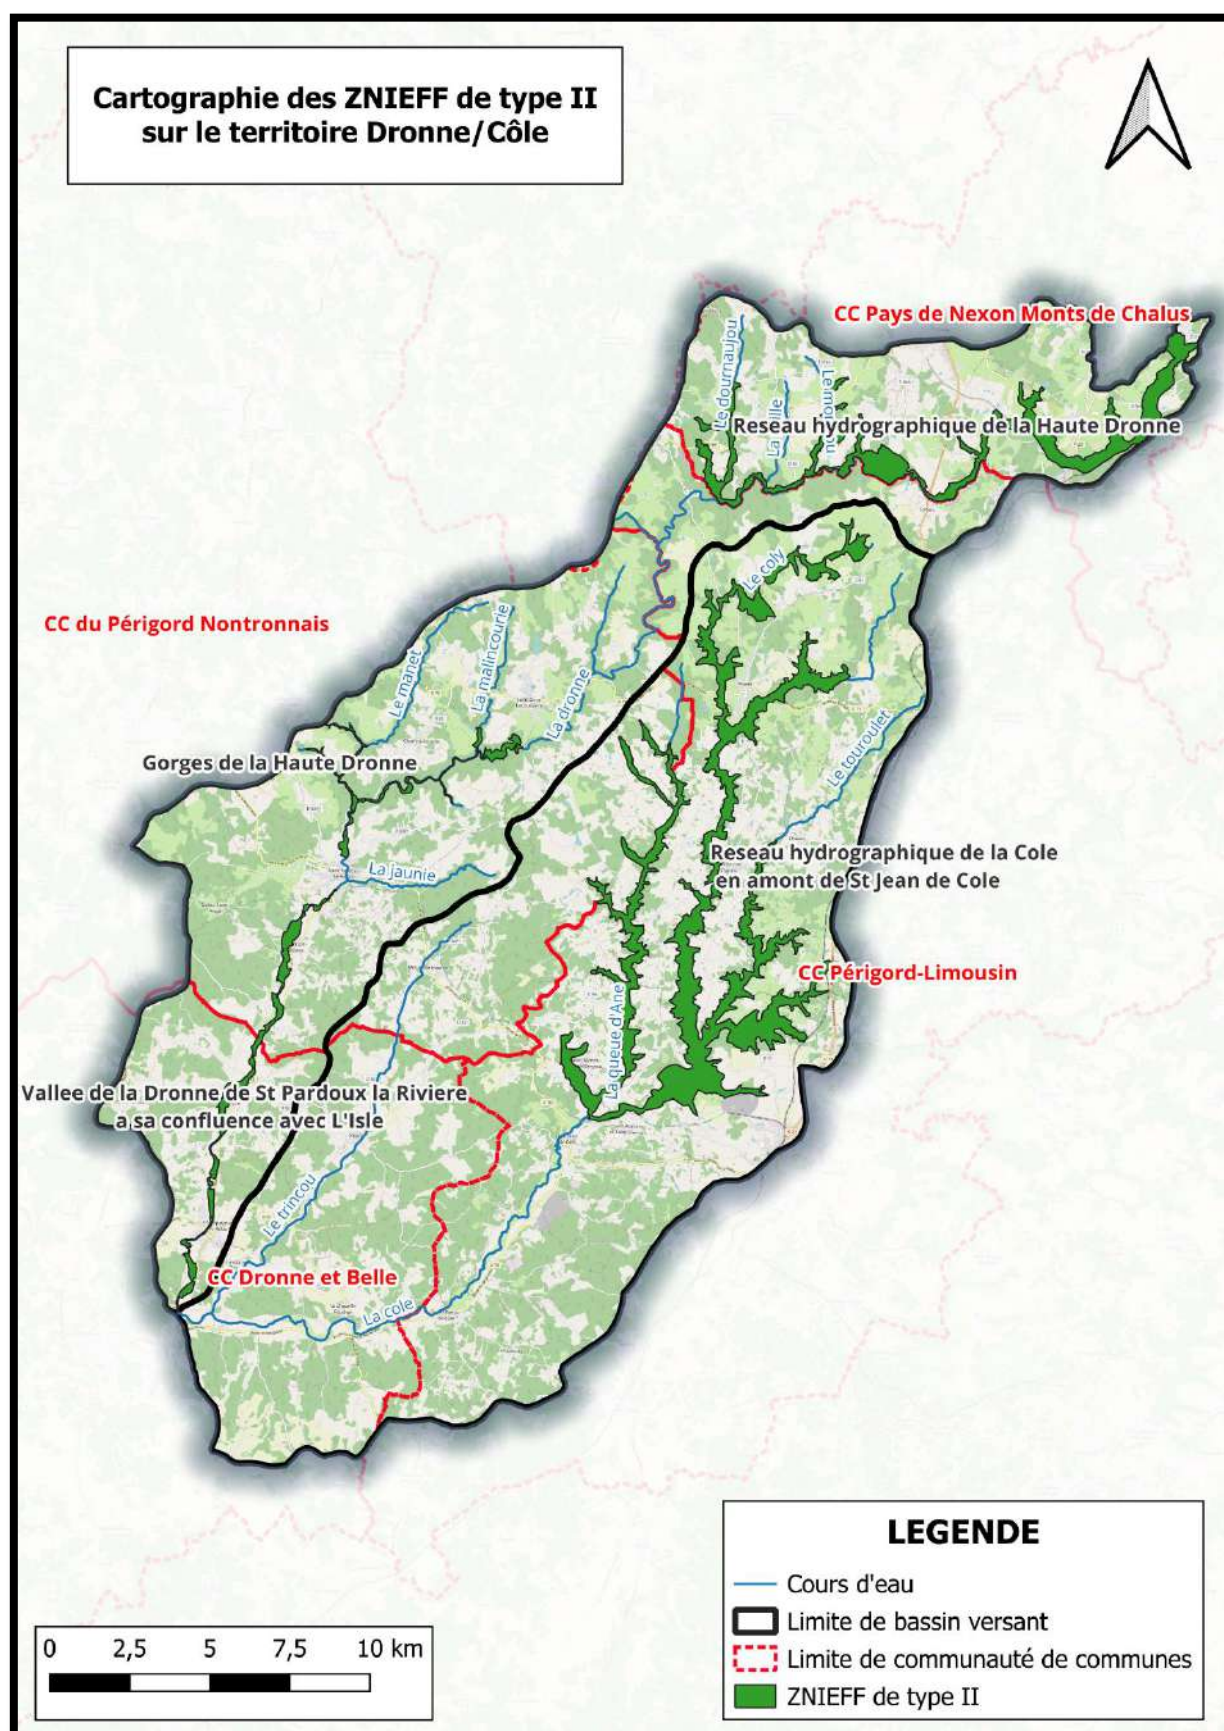 Cartographie des ZNIEFF de type II
sur le territoire Dronne/Côle
CC Pays de Nexon Monts de Chalus
Le dournaujou
Reseau hydrographique de la Haute Dronne
Le coly
CC du Périgord Nontronnais
Le manet
La malincourie
La dronne
Le touroulet
Gorges de la Haute Dronne
La jaunie
Reseau hydrographique de la Cole
en amont de St Jean de Cole
CC Périgord-Limousin
La queue d'Ane
Vallee de la Dronne de St Pardoux la Riviere
a sa confluence avec L'Isle
Le trincou
CC Dronne et Belle
La cole
LEGENDE
Cours d'eau
Limite de bassin versant
Limite de communauté de communes
ZNIEFF de type II
0 2,5 5 7,5 10 km